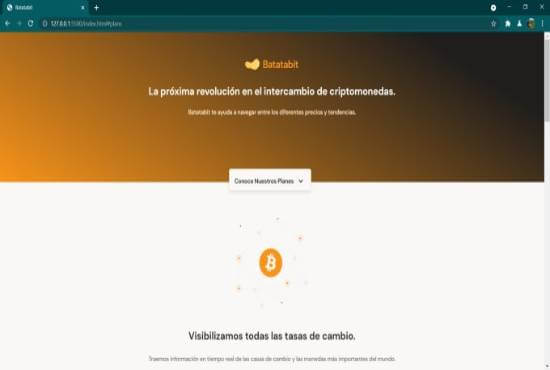 Batatabit
127.0.0.1:5500/index.html#plans
Batatabit
La próxima revolución en el intercambio de criptomonedas.
Batatabit te ayuda a navegar entre los diferentes precios y tendencias.
Conoce Nuestros Planes
Visibilizamos todas las tasas de cambio.
Traemos información en tiempo real de las casas de cambio y las monedas más importantes del mundo.